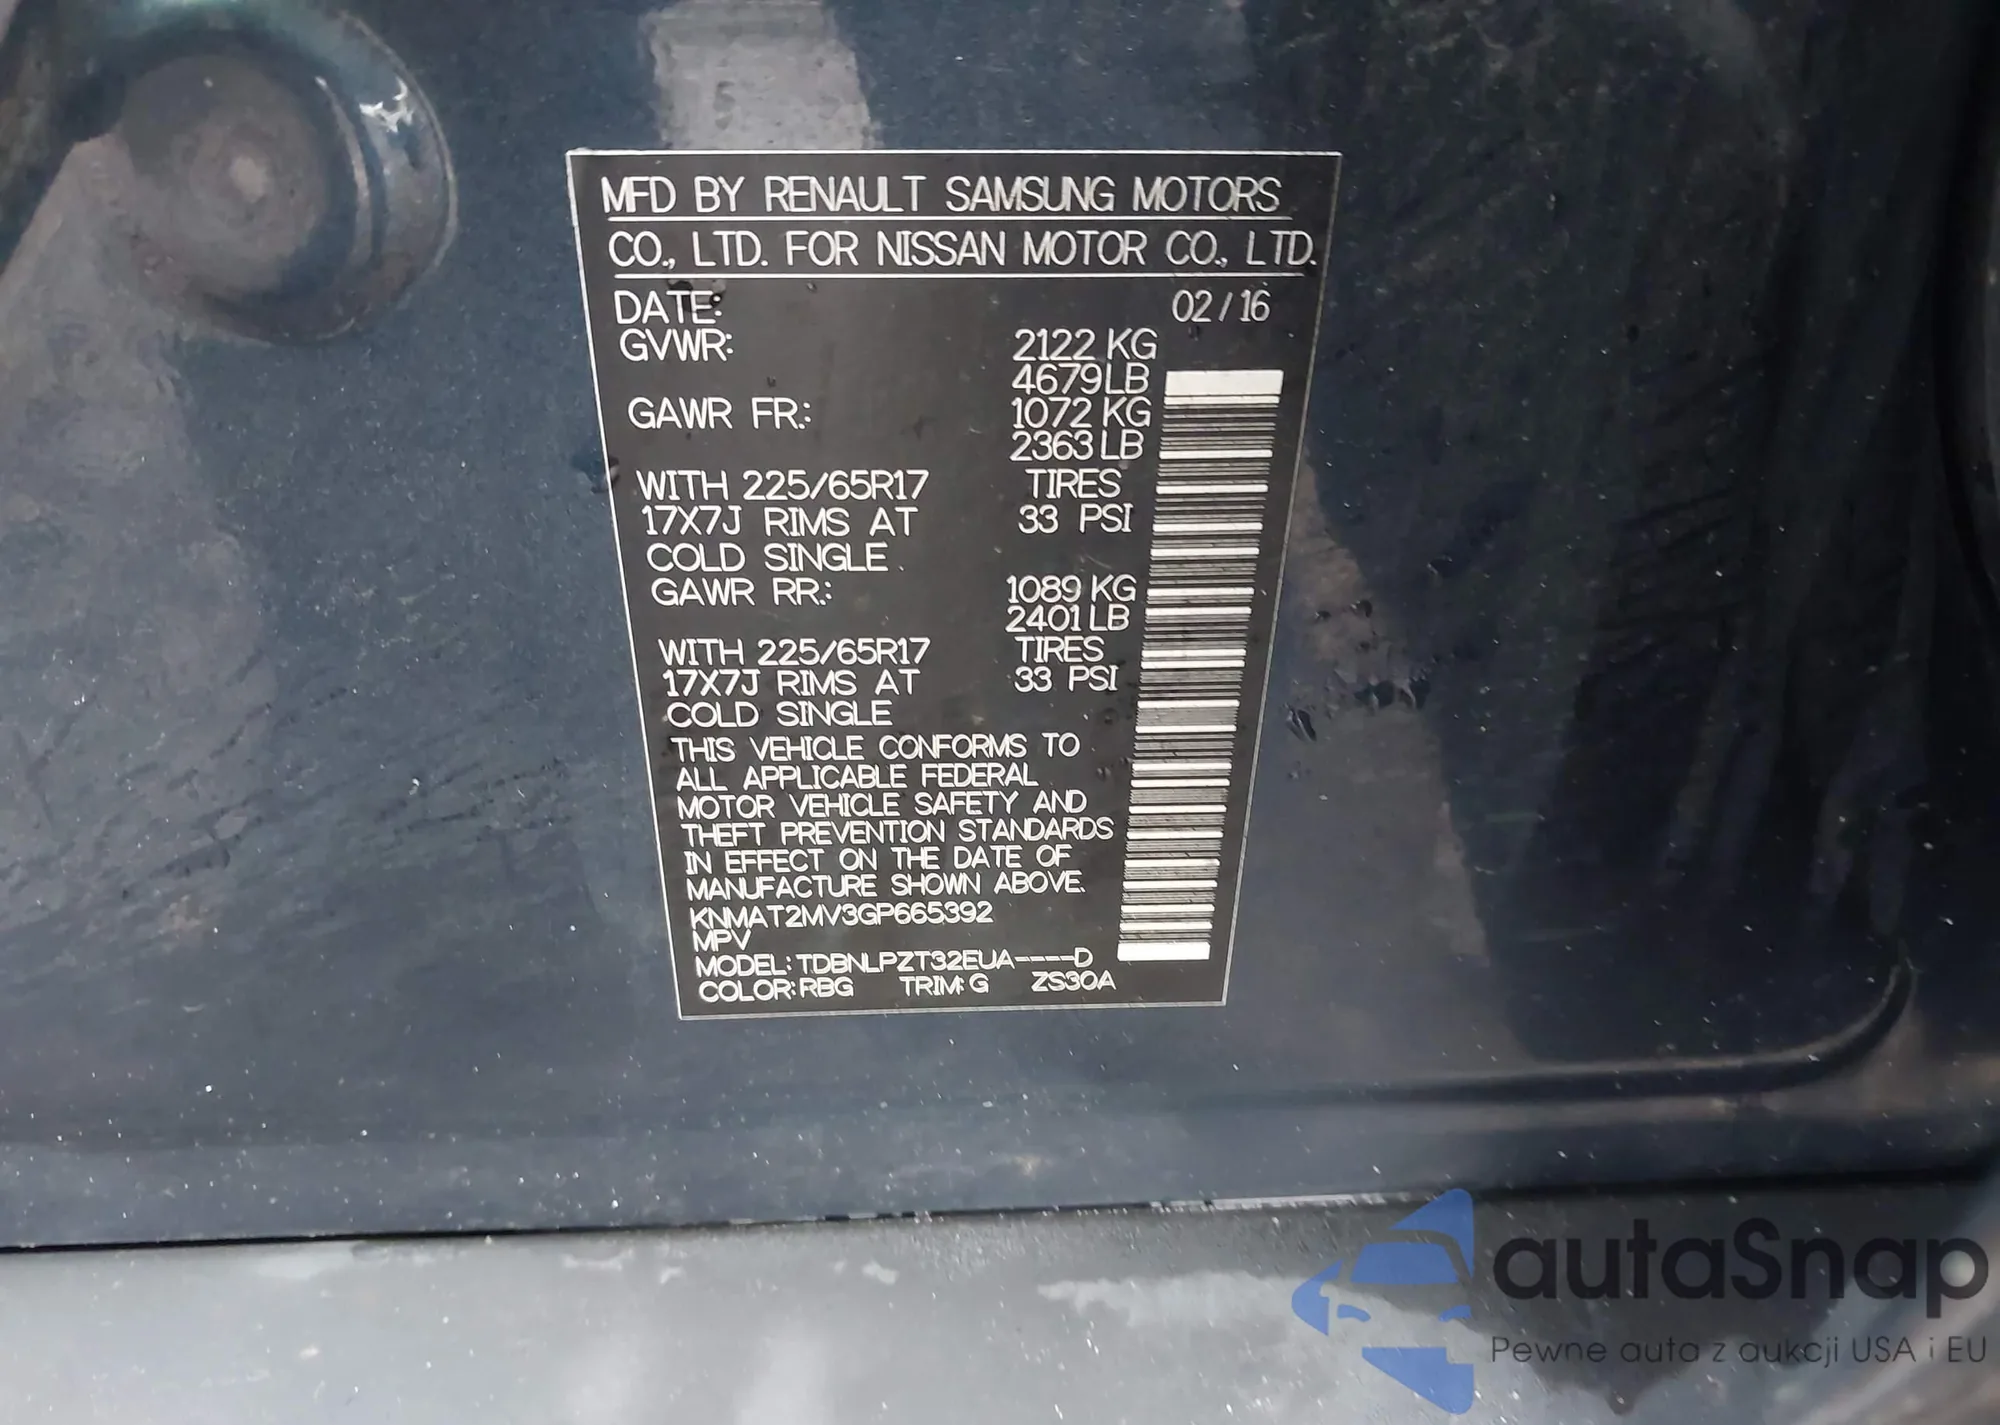 MFD BY RENAULT SAMSUNG MOTORS
CO., LTD. FOR NISSAN MOTOR CO., LTD.
DATE: 02/16
GVWR: 2122 KG
4679LB
GAWR FR.: 1072 KG
2363LB
WITH 225/65R17 TIRES
17X7J RIMS AT 33 PSI
COLD SINGLE
GAWR RR.: 1089 KG
2401LB
WITH 225/65R17 TIRES
17X7J RIMS AT 33 PSI
COLD SINGLE
THIS VEHICLE CONFORMS TO
ALL APPLICABLE FEDERAL
MOTOR VEHICLE SAFETY AND
THEFT PREVENTION STANDARDS
IN EFFECT ON THE DATE OF
MANUFACTURE SHOWN ABOVE.
KNMAT2MV3GP665392
MPV
MODEL: TDBNLPZT32EUA----D
COLOR: RBG TRIM: G ZS30A
autaSnap
Pewne auta z aukcji USA i EU